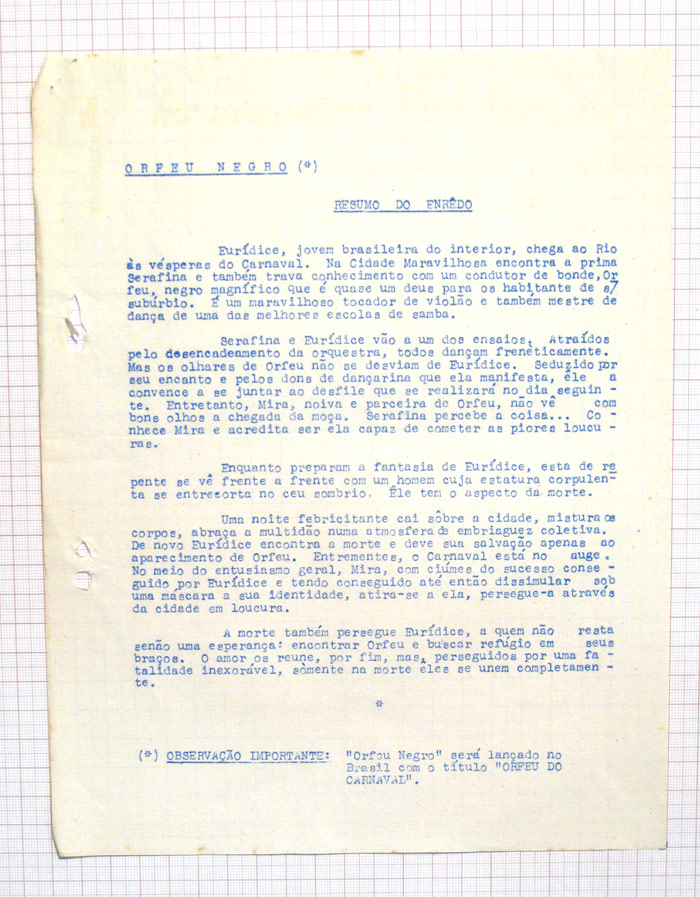 ORFEU NEGRO (*)
RESUMO DO ENRÊDO
Eurídice, jovem brasileira do interior, chega ao Rio
às vésperas do Carnaval. Na Cidade Maravilhosa encontra a prima
Serafina e também trava conhecimento com um condutor de bonde, Or
feu, negro magnífico que é quase um deus para os habitante de s/
subúrbio. É um maravilhoso tocador de violão e também mestre de
dança de uma das melhores escolas de samba.
Serafina e Eurídice vão a um dos ensaios. Atraídos
pelo desencadeamento da orquestra, todos dançam frenèticamente.
Mas os olhares de Orfeu não se desviam de Eurídice. Seduzido por
seu encanto e pelos dons de dançarina que ela manifesta, êle a
convence a se juntar ao desfile que se realizará no dia seguin -
te. Entretanto, Mira, noiva e parceira de Orfeu, não vê com
bons olhos a chegada da moça. Serafina percebe a coisa... Co -
nhece Mira e acredita ser ela capaz de cometer as piores loucu -
ras.
Enquanto preparam a fantasia de Eurídice, esta de re
pente se vê frente a frente com um homem cuja estatura corpulen-
ta se entrecorta no ceu sombrio. Êle tem o aspecto da morte.
Uma noite febricitante cai sôbre a cidade, mistura os
corpos, abraça a multidão numa atmosfera de embriaguez coletiva.
De novo Eurídice encontra a morte e deve sua salvação apenas ao
aparecimento de Orfeu. Entrementes, o Carnaval está no auge.
No meio do entusiasmo geral, Mira, com ciúmes do sucesso conse -
guido por Eurídice e tendo conseguido até então dissimular sob
uma máscara a sua identidade, atira-se a ela, persegue-a através
da cidade em loucura.
A morte também persegue Eurídice, a quem não resta
senão uma esperança: encontrar Orfeu e buscar refúgio em seus
braços. O amor os reune, por fim, mas, perseguidos por uma fa -
talidade inexorável, sòmente na morte eles se unem completamen -
te.
*
(*) OBSERVAÇÃO IMPORTANTE: "Orfeu Negro" será lançado no
Brasil com o título "ORFEU DO
CARNAVAL".